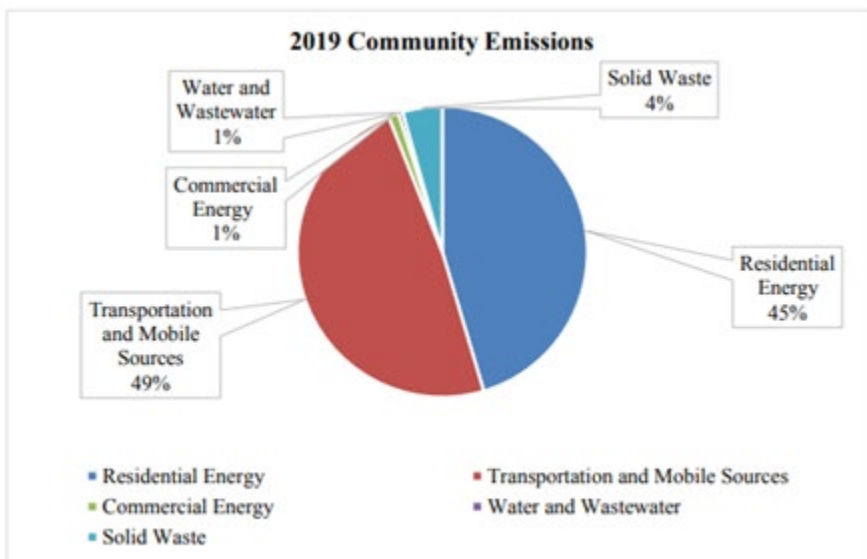 2019 Community Emissions
Water and
Wastewater
1%
Solid Waste
4%
Commercial
Energy
1%
Residential
Energy
45%
Transportation
and Mobile
Sources
49%
Residential Energy
Transportation and Mobile Sources
Commercial Energy
Water and Wastewater
Solid Waste